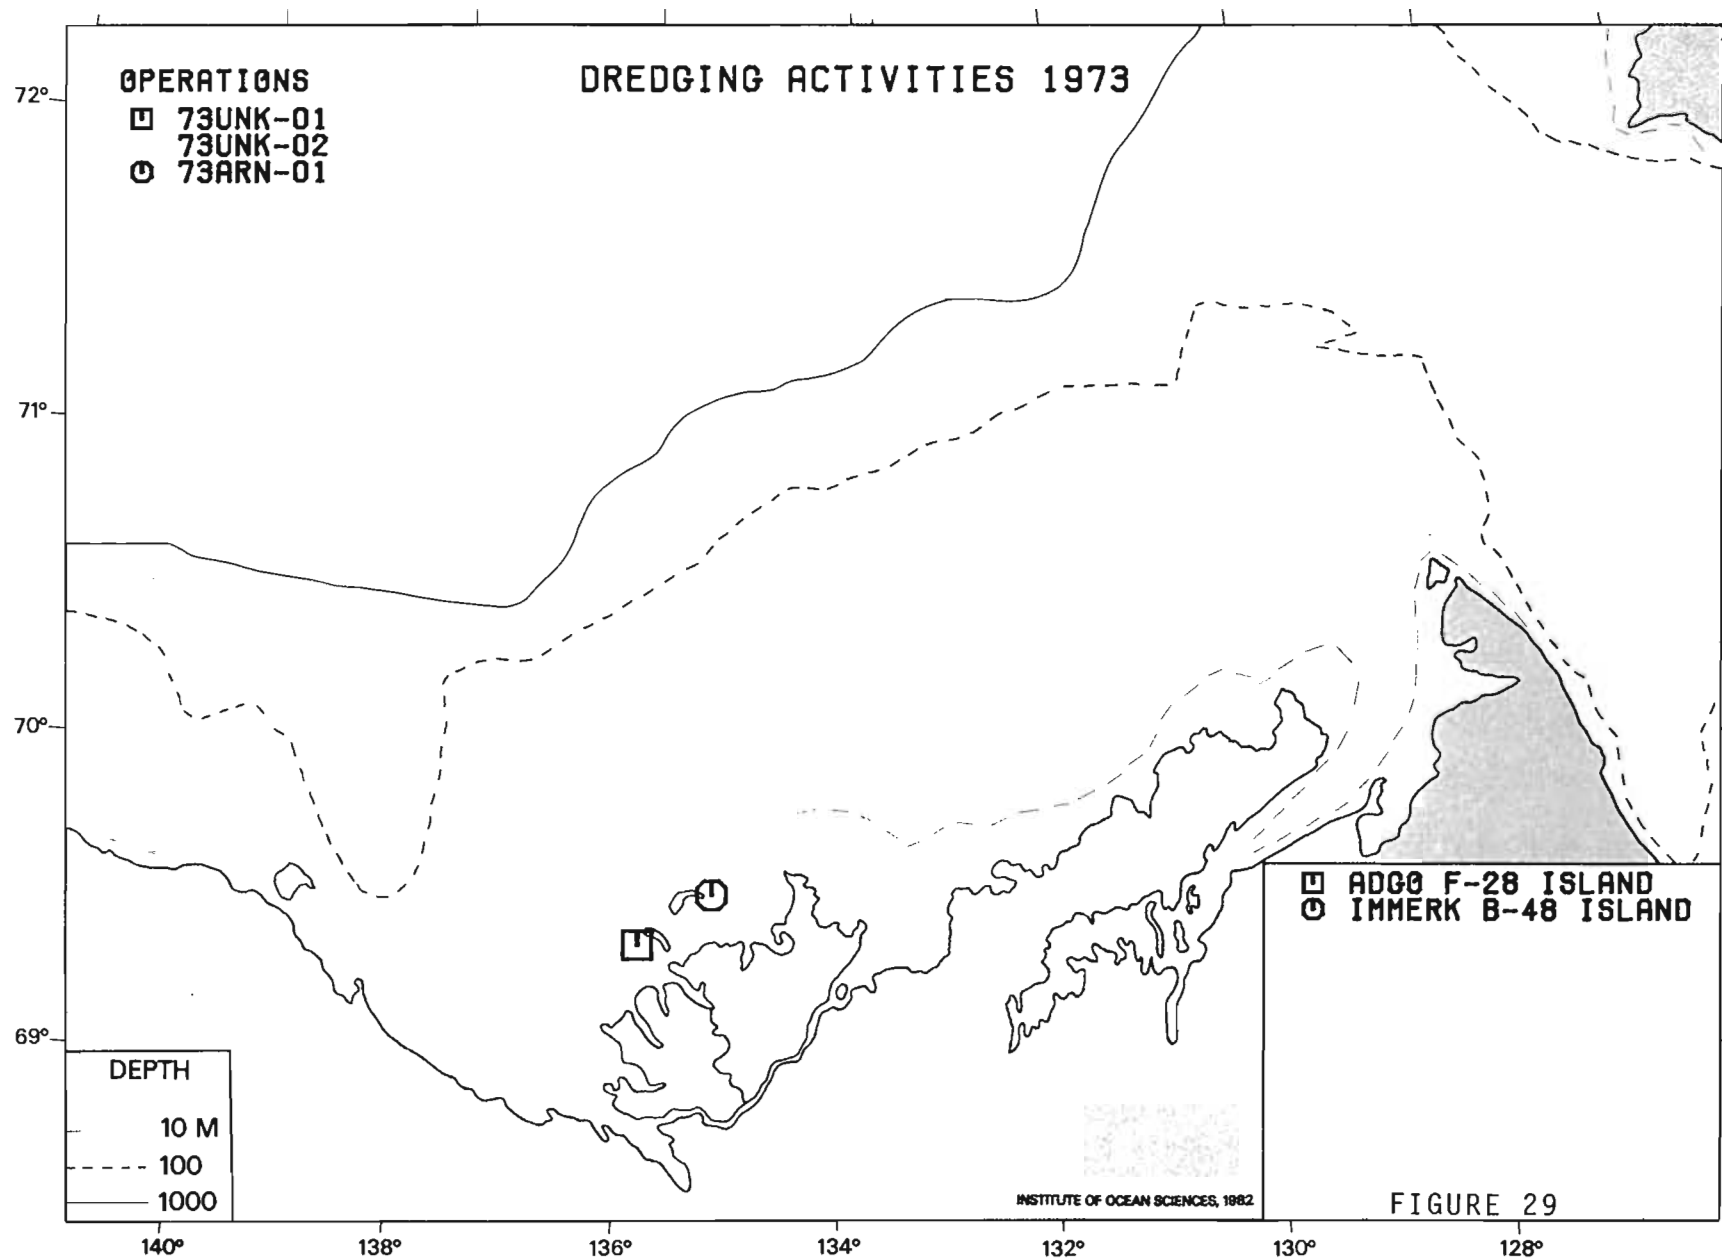 DREDGING ACTIVITIES 1973
OPERATIONS
73UNK-01
73UNK-02
73ARN-01
72°
71°
70°
69°
DEPTH
10 M
100
1000
ADGO F-28 ISLAND
IMMERK B-48 ISLAND
INSTITUTE OF OCEAN SCIENCES, 1982
FIGURE 29
140°
138°
136°
134°
132°
130°
128°